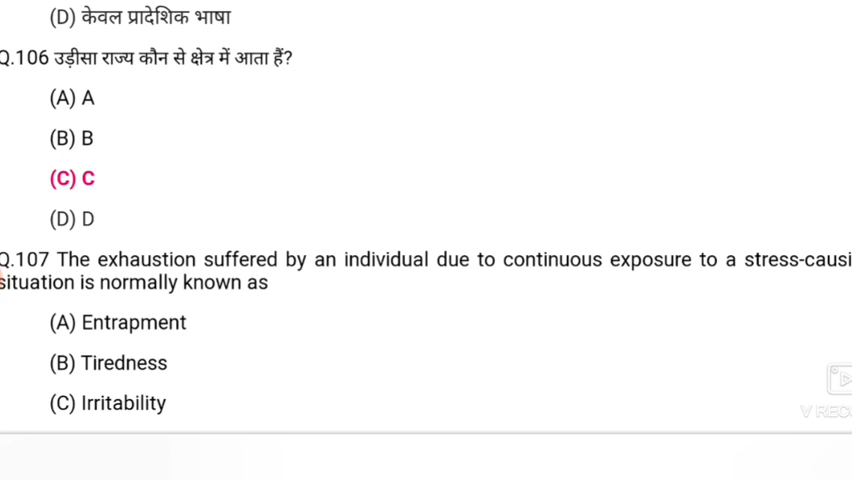 (D) केवल प्रादेशिक भाषा
Q.106 उड़ीसा राज्य कौन से क्षेत्र में आता हैं?
(A) A
(B) B
(C) C
(D) D
Q.107 The exhaustion suffered by an individual due to continuous exposure to a stress-causi
situation is normally known as
(A) Entrapment
(B) Tiredness
(C) Irritability
V REC